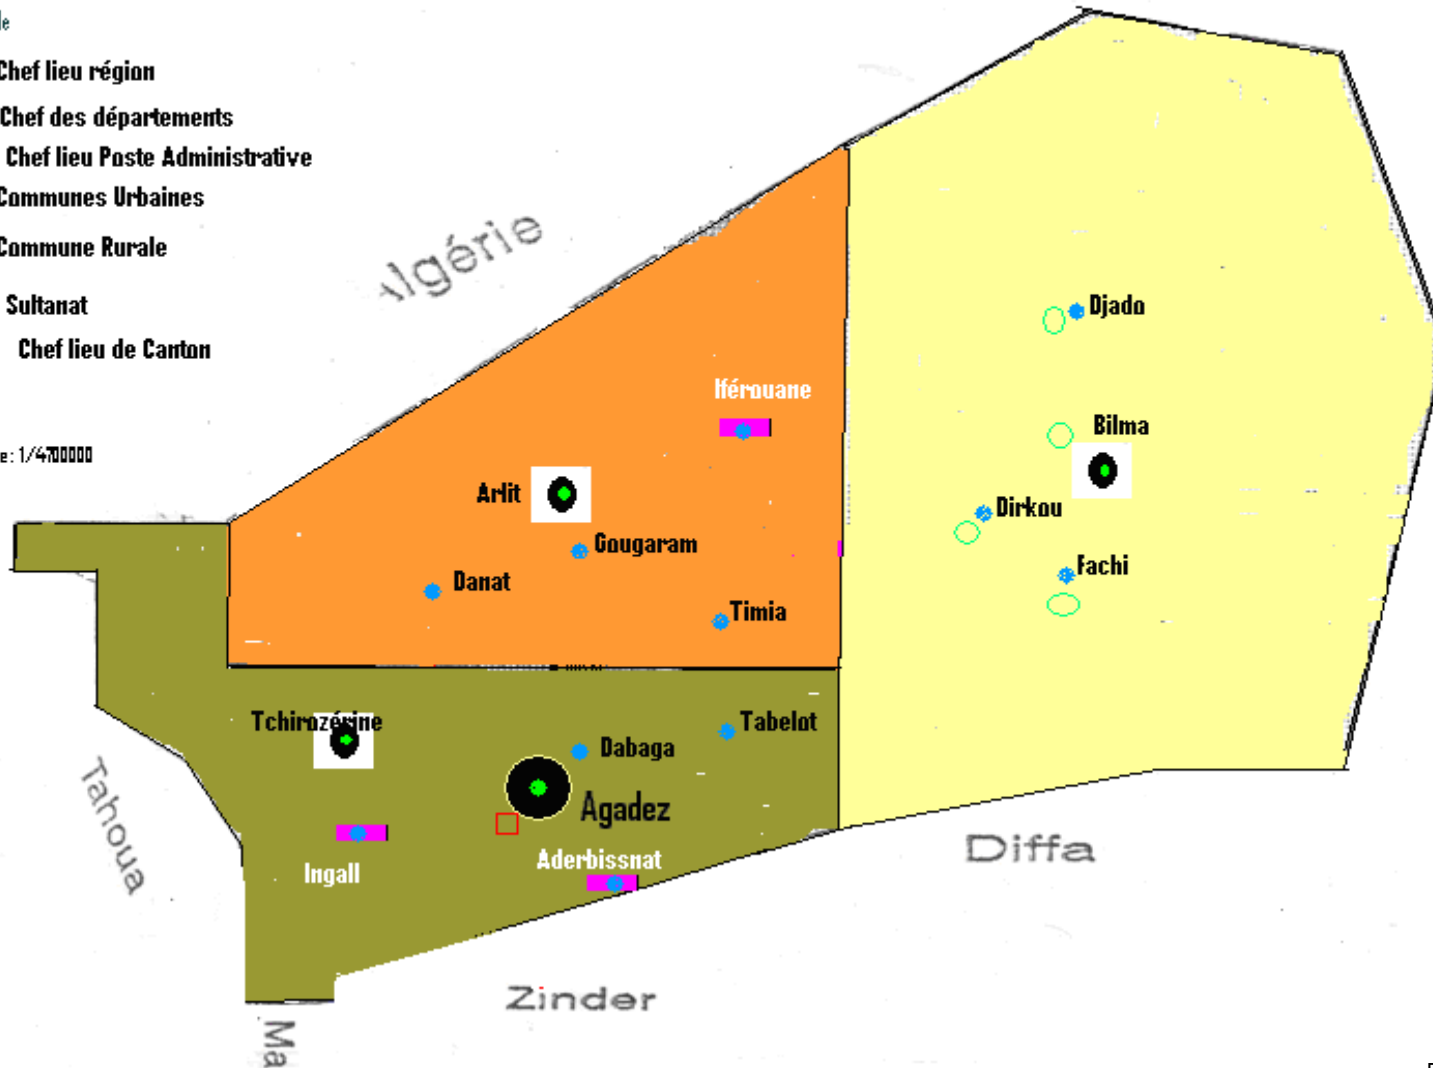 Chef lieu région
Chef des départements
Chef lieu Poste Administrative
Communes Urbaines
Commune Rurale
Sultanat
Chef lieu de Canton
e: 1/4700000
Algérie
Djado
Iférouane
Bilma
Arlit
Dirkou
Gougaram
Fachi
Danat
Timia
Tchirozérine
Tabelot
Dabaga
Agadez
Tahoua
Diffa
Aderbissnat
Ingall
Zinder
Ma